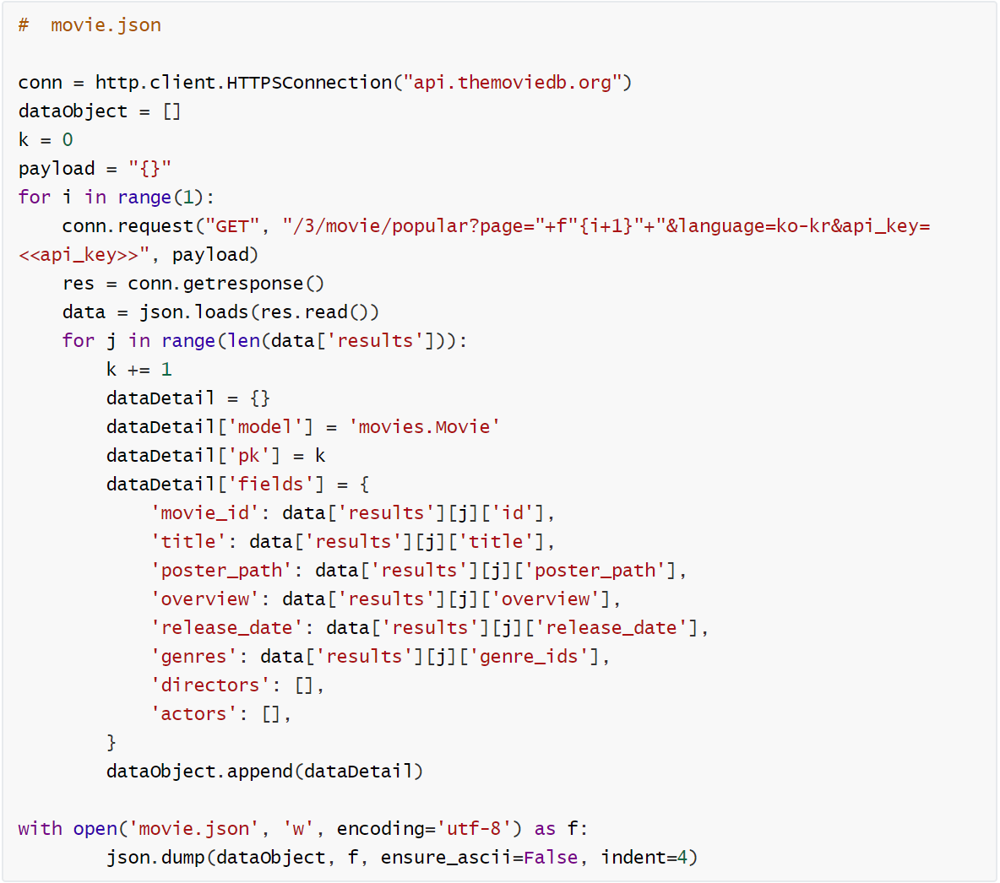 #  movie.json

conn = http.client.HTTPSConnection("api.themoviedb.org")
dataObject = []
k = 0
payload = "{}"
for i in range(1):
    conn.request("GET", "/3/movie/popular?page="+f"{i+1}"+"&language=ko-kr&api_key=
<<api_key>>", payload)
    res = conn.getresponse()
    data = json.loads(res.read())
    for j in range(len(data['results'])):
        k += 1
        dataDetail = {}
        dataDetail['model'] = 'movies.Movie'
        dataDetail['pk'] = k
        dataDetail['fields'] = {
            'movie_id': data['results'][j]['id'],
            'title': data['results'][j]['title'],
            'poster_path': data['results'][j]['poster_path'],
            'overview': data['results'][j]['overview'],
            'release_date': data['results'][j]['release_date'],
            'genres': data['results'][j]['genre_ids'],
            'directors': [],
            'actors': [],
        }
        dataObject.append(dataDetail)

with open('movie.json', 'w', encoding='utf-8') as f:
        json.dump(dataObject, f, ensure_ascii=False, indent=4)